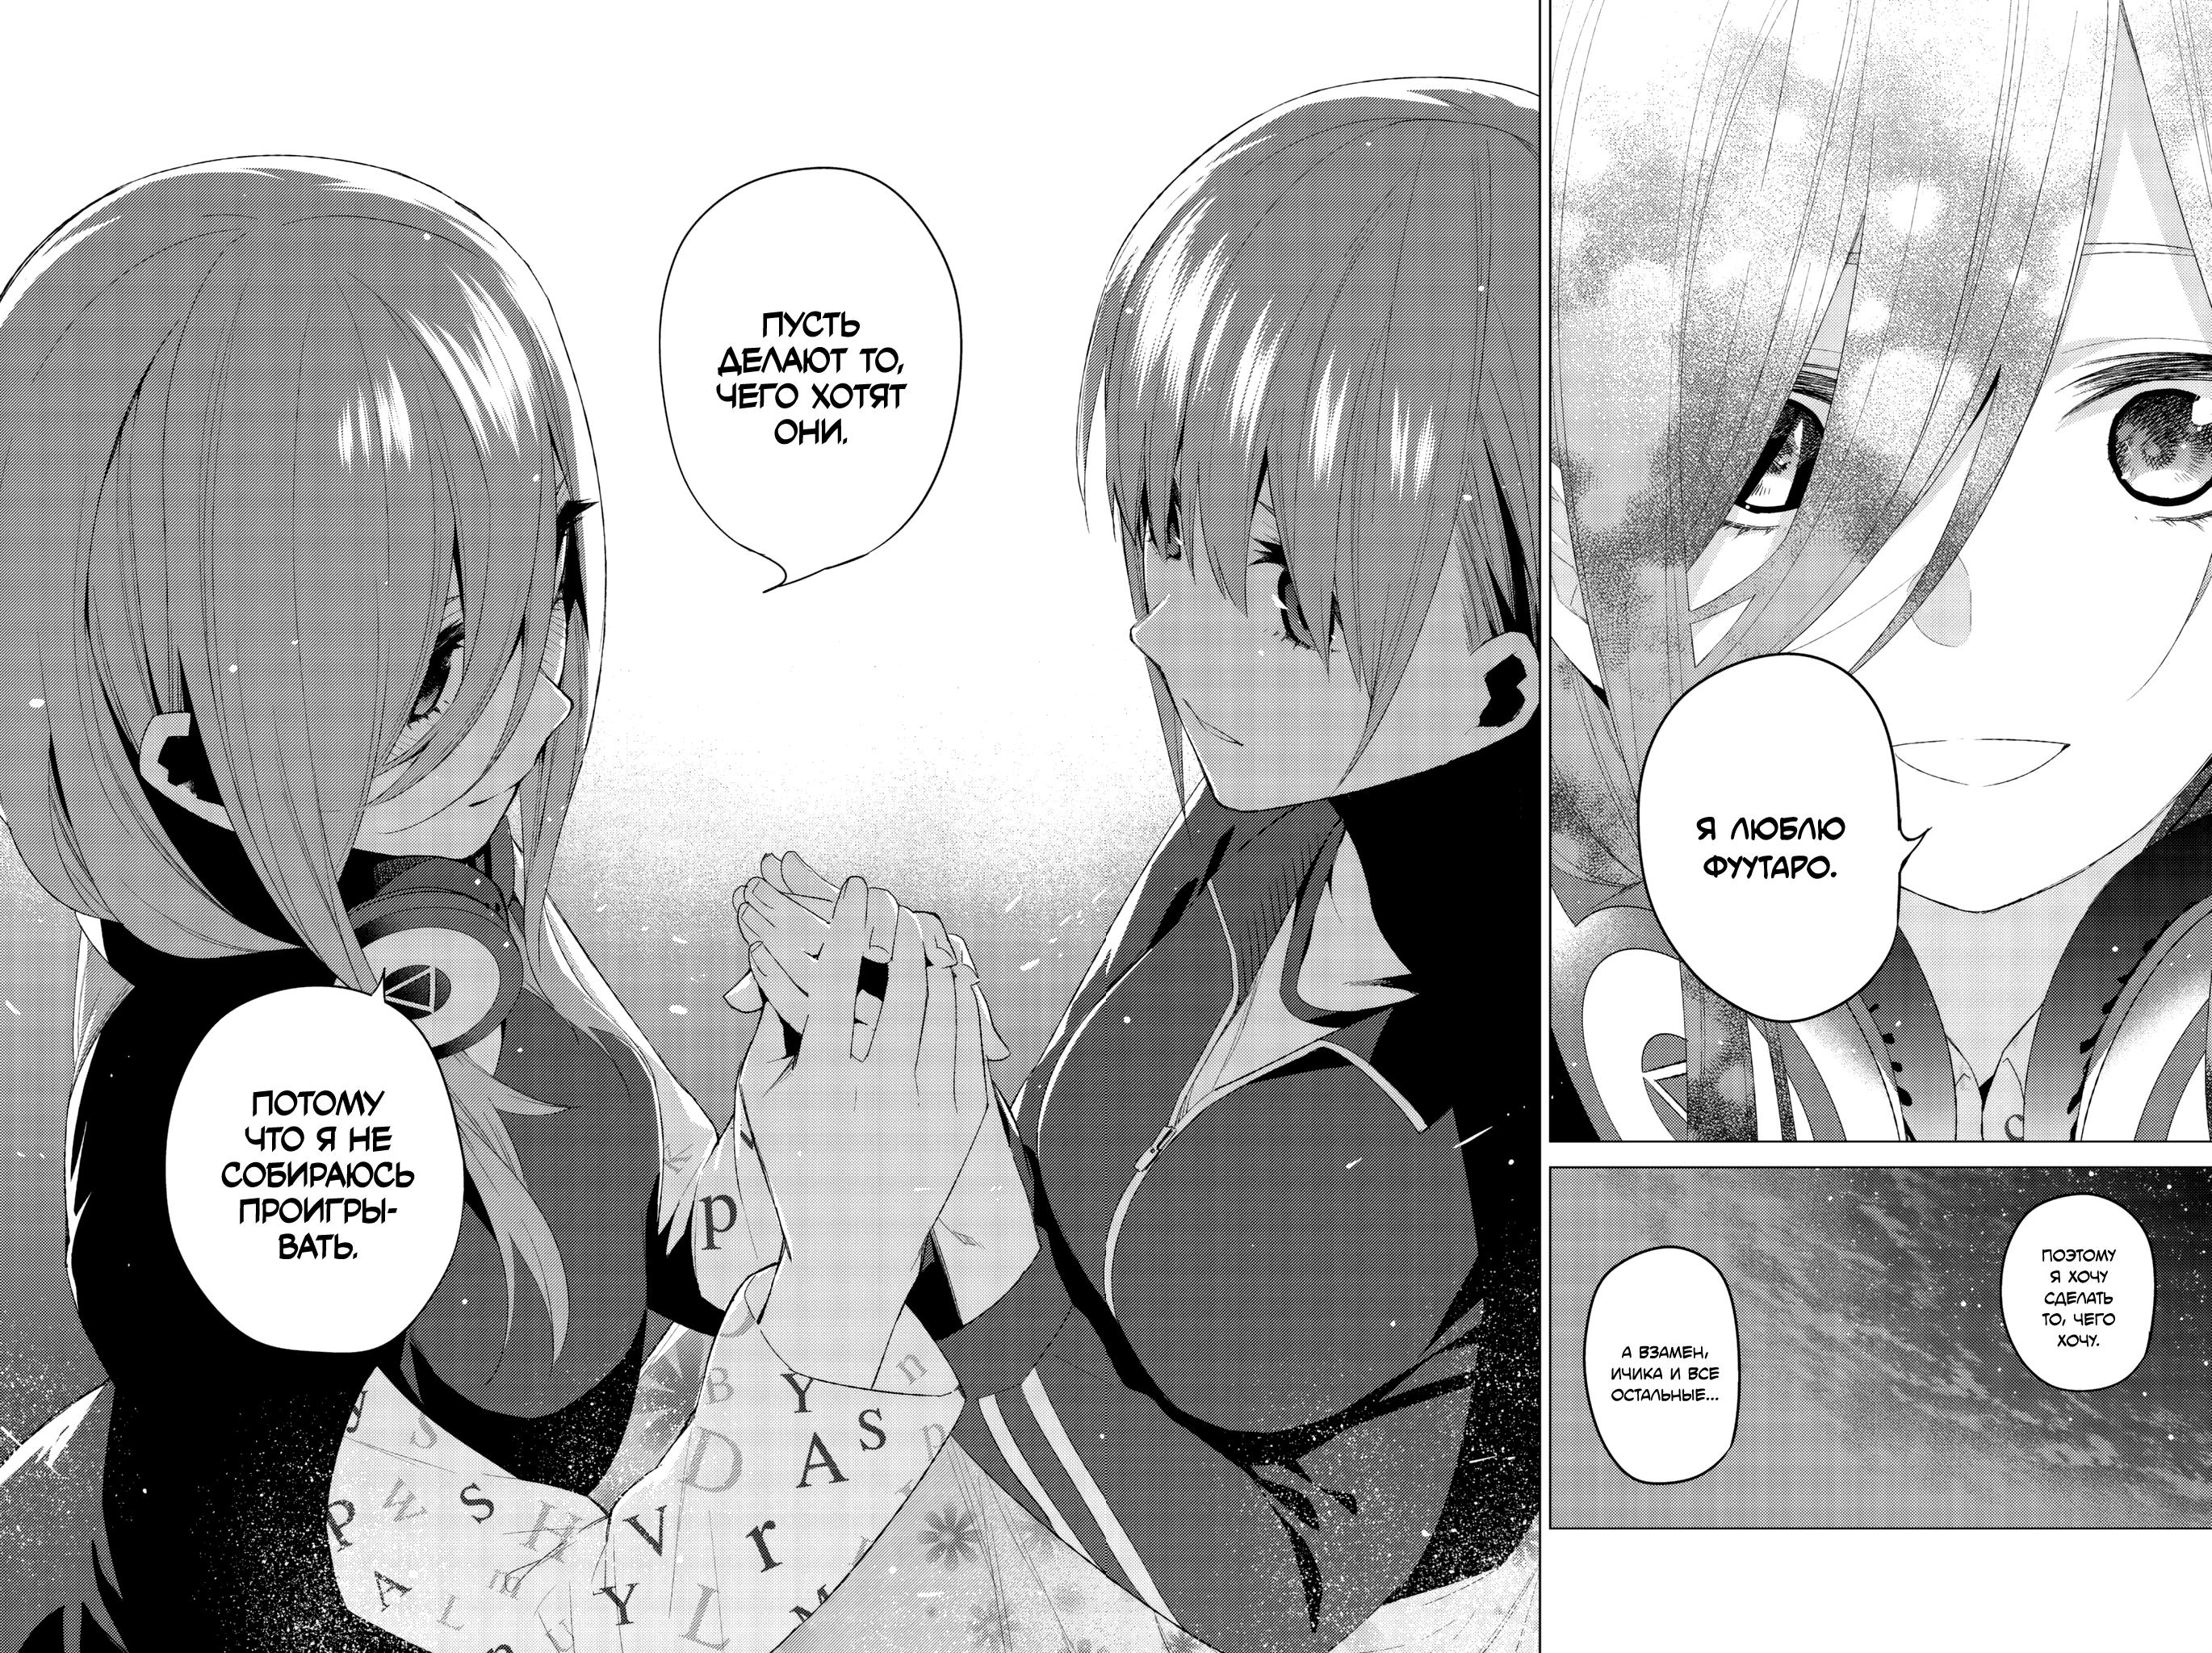 Я ЛЮБЛЮ
ФУУТАРО.
ПОЭТОМУ
Я ХОЧУ
СДЕЛАТЬ
ТО, ЧЕГО
ХОЧУ.
А ВЗАМЕН,
ИЧИКА И ВСЕ
ОСТАЛЬНЫЕ...
ПУСТЬ
ДЕЛАЮТ ТО,
ЧЕГО ХОТЯТ
ОНИ.
ПОТОМУ
ЧТО Я НЕ
СОБИРАЮСЬ
ПРОИГРЫ-
ВАТЬ.